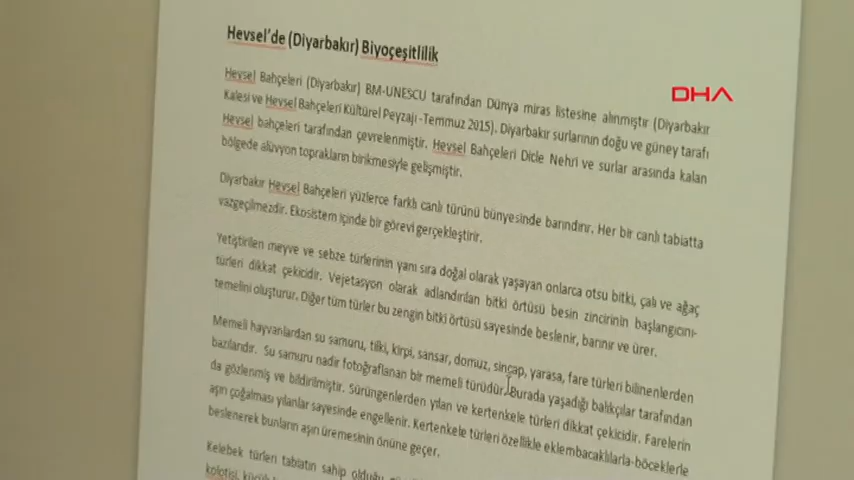 Hevsel'de (Diyarbakır) Biyoçeşitlilik
DHA
Hevsel Bahçeleri (Diyarbakır) BM-UNESCU tarafından Dünya miras listesine alınmıştır (Diyarbakır
Kalesi ve Hevsel Bahçeleri Kültürel Peyzajı -Temmuz 2015). Diyarbakır surlarının doğu ve güney tarafı
Hevsel bahçeleri tarafından çevrelenmiştir. Hevsel Bahçeleri Dicle Nehri ve surlar arasında kalan
bölgede alüvyon toprakların birikmesiyle gelişmiştir.
Diyarbakır Hevsel Bahçeleri yüzlerce farklı canlı türünü bünyesinde barındırır. Her bir canlı tabiatta
vazgeçilmezdir. Ekosistem içinde bir görevi gerçekleştirir.
Yetiştirilen meyve ve sebze türlerinin yanı sıra doğal olarak yaşayan onlarca otsu bitki, çalı ve ağaç
türleri dikkat çekicidir. Vejetasyon olarak adlandırılan bitki örtüsü besin zincirinin başlangıcını-
temelini oluşturur. Diğer tüm türler bu zengin bitki örtüsü sayesinde beslenir, barınır ve ürer.
Memeli hayvanlardan su samuru, tilki, kirpi, sansar, domuz, sinçap, yarasa, fare türleri bilinenlerden
bazılarıdır. Su samuru nadir fotoğraflanan bir memeli türüdür. Burada yaşadığı balıkçılar tarafından
da gözlenmiş ve bildirilmiştir. Sürüngenlerden yılan ve kertenkele türleri dikkat çekicidir. Farelerin
aşırı çoğalması yılanlar sayesinde engellenir. Kertenkele türleri özellikle eklembacaklılarla-böceklerle
beslenerek bunların aşırı üremesinin önüne geçer.
Kelebek türleri tabiatın sahip olduğu